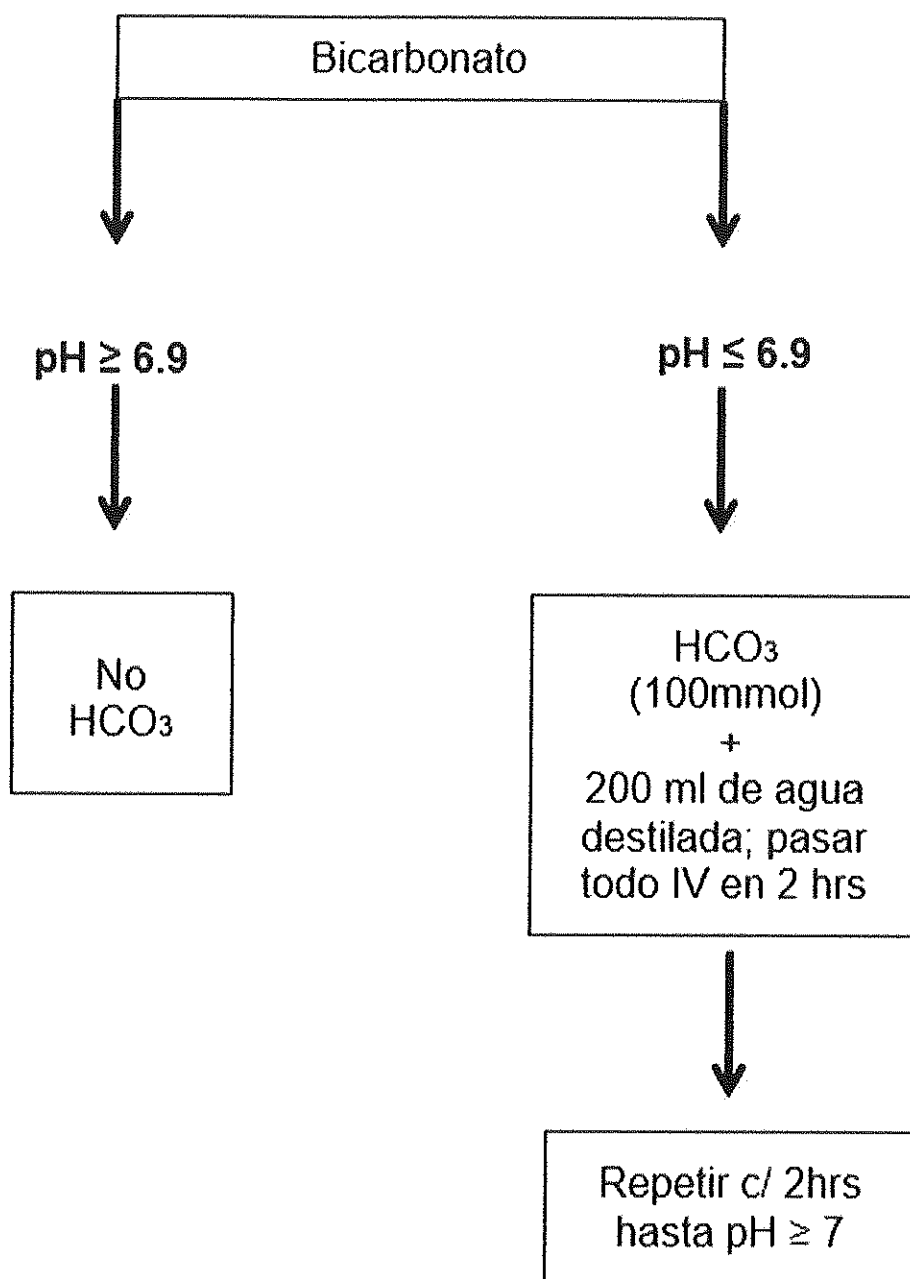 Bicarbonato
pH ≥ 6.9
pH ≤ 6.9
No
HCO₃
HCO₃
(100mmol)
+
200 ml de agua
destilada; pasar
todo IV en 2 hrs
Repetir c/ 2hrs
hasta pH ≥ 7